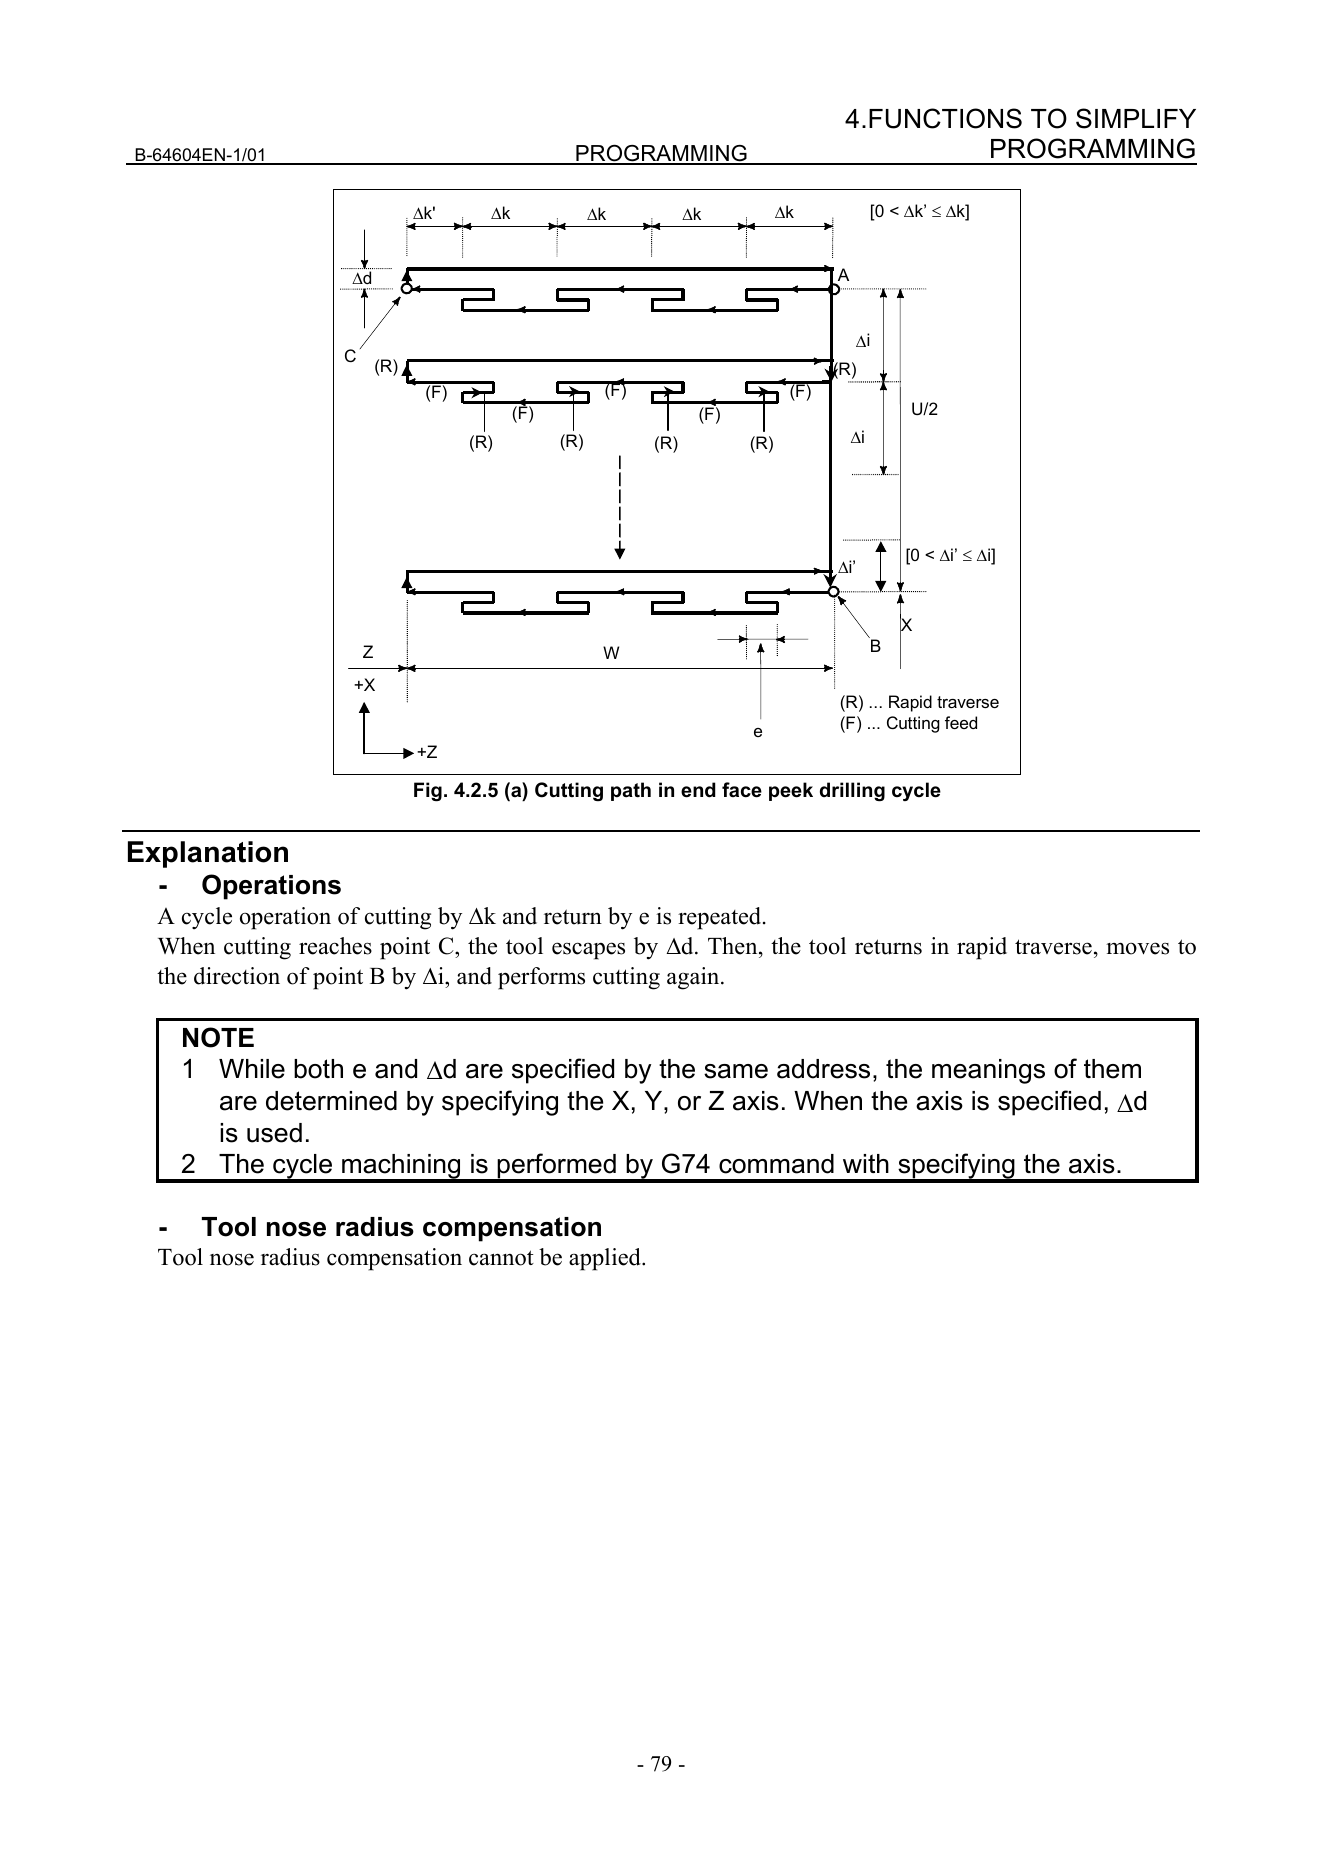 4.FUNCTIONS TO SIMPLIFY
B-64604EN-1/01 PROGRAMMING PROGRAMMING
Δk' Δk Δk Δk Δk [0 < Δk’ ≤ Δk]
Δd A
Δi
C (R) (R)
(F) (F) (F) (F) (F)
U/2
(R) (R) (R) (R) Δi
Δi’ [0 < Δi’ ≤ Δi]
X
Z W B
+X
(R) ... Rapid traverse
(F) ... Cutting feed
e
+Z
Fig. 4.2.5 (a) Cutting path in end face peek drilling cycle
Explanation
- Operations
A cycle operation of cutting by Δk and return by e is repeated.
When cutting reaches point C, the tool escapes by Δd. Then, the tool returns in rapid traverse, moves to
the direction of point B by Δi, and performs cutting again.
NOTE
1 While both e and Δd are specified by the same address, the meanings of them
are determined by specifying the X, Y, or Z axis. When the axis is specified, Δd
is used.
2 The cycle machining is performed by G74 command with specifying the axis.
- Tool nose radius compensation
Tool nose radius compensation cannot be applied.
- 79 -